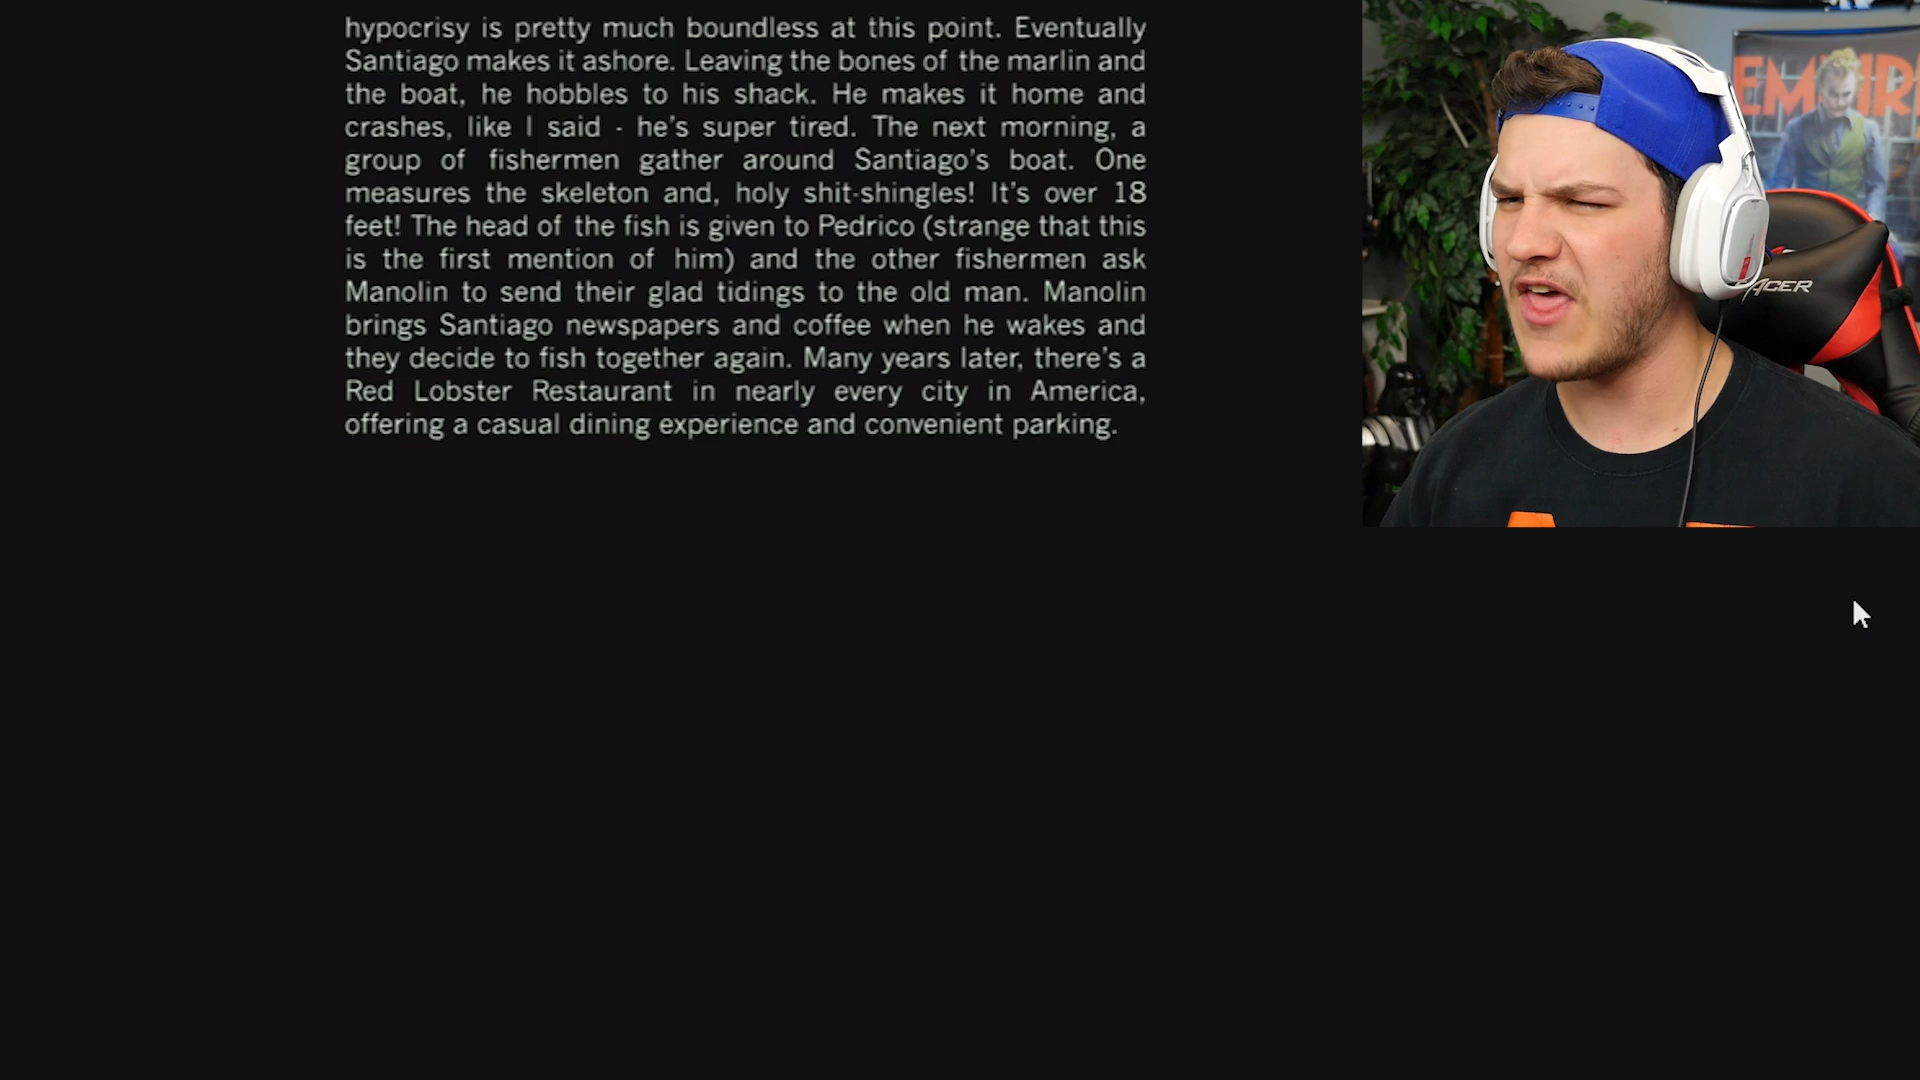 hypocrisy is pretty much boundless at this point. Eventually
Santiago makes it ashore. Leaving the bones of the marlin and
the boat, he hobbles to his shack. He makes it home and
crashes, like I said - he's super tired. The next morning, a
group of fishermen gather around Santiago's boat. One
measures the skeleton and, holy shit-shingles! It's over 18
feet! The head of the fish is given to Pedrico (strange that this
is the first mention of him) and the other fishermen ask
Manolin to send their glad tidings to the old man. Manolin
brings Santiago newspapers and coffee when he wakes and
they decide to fish together again. Many years later, there's a
Red Lobster Restaurant in nearly every city in America,
offering a casual dining experience and convenient parking.